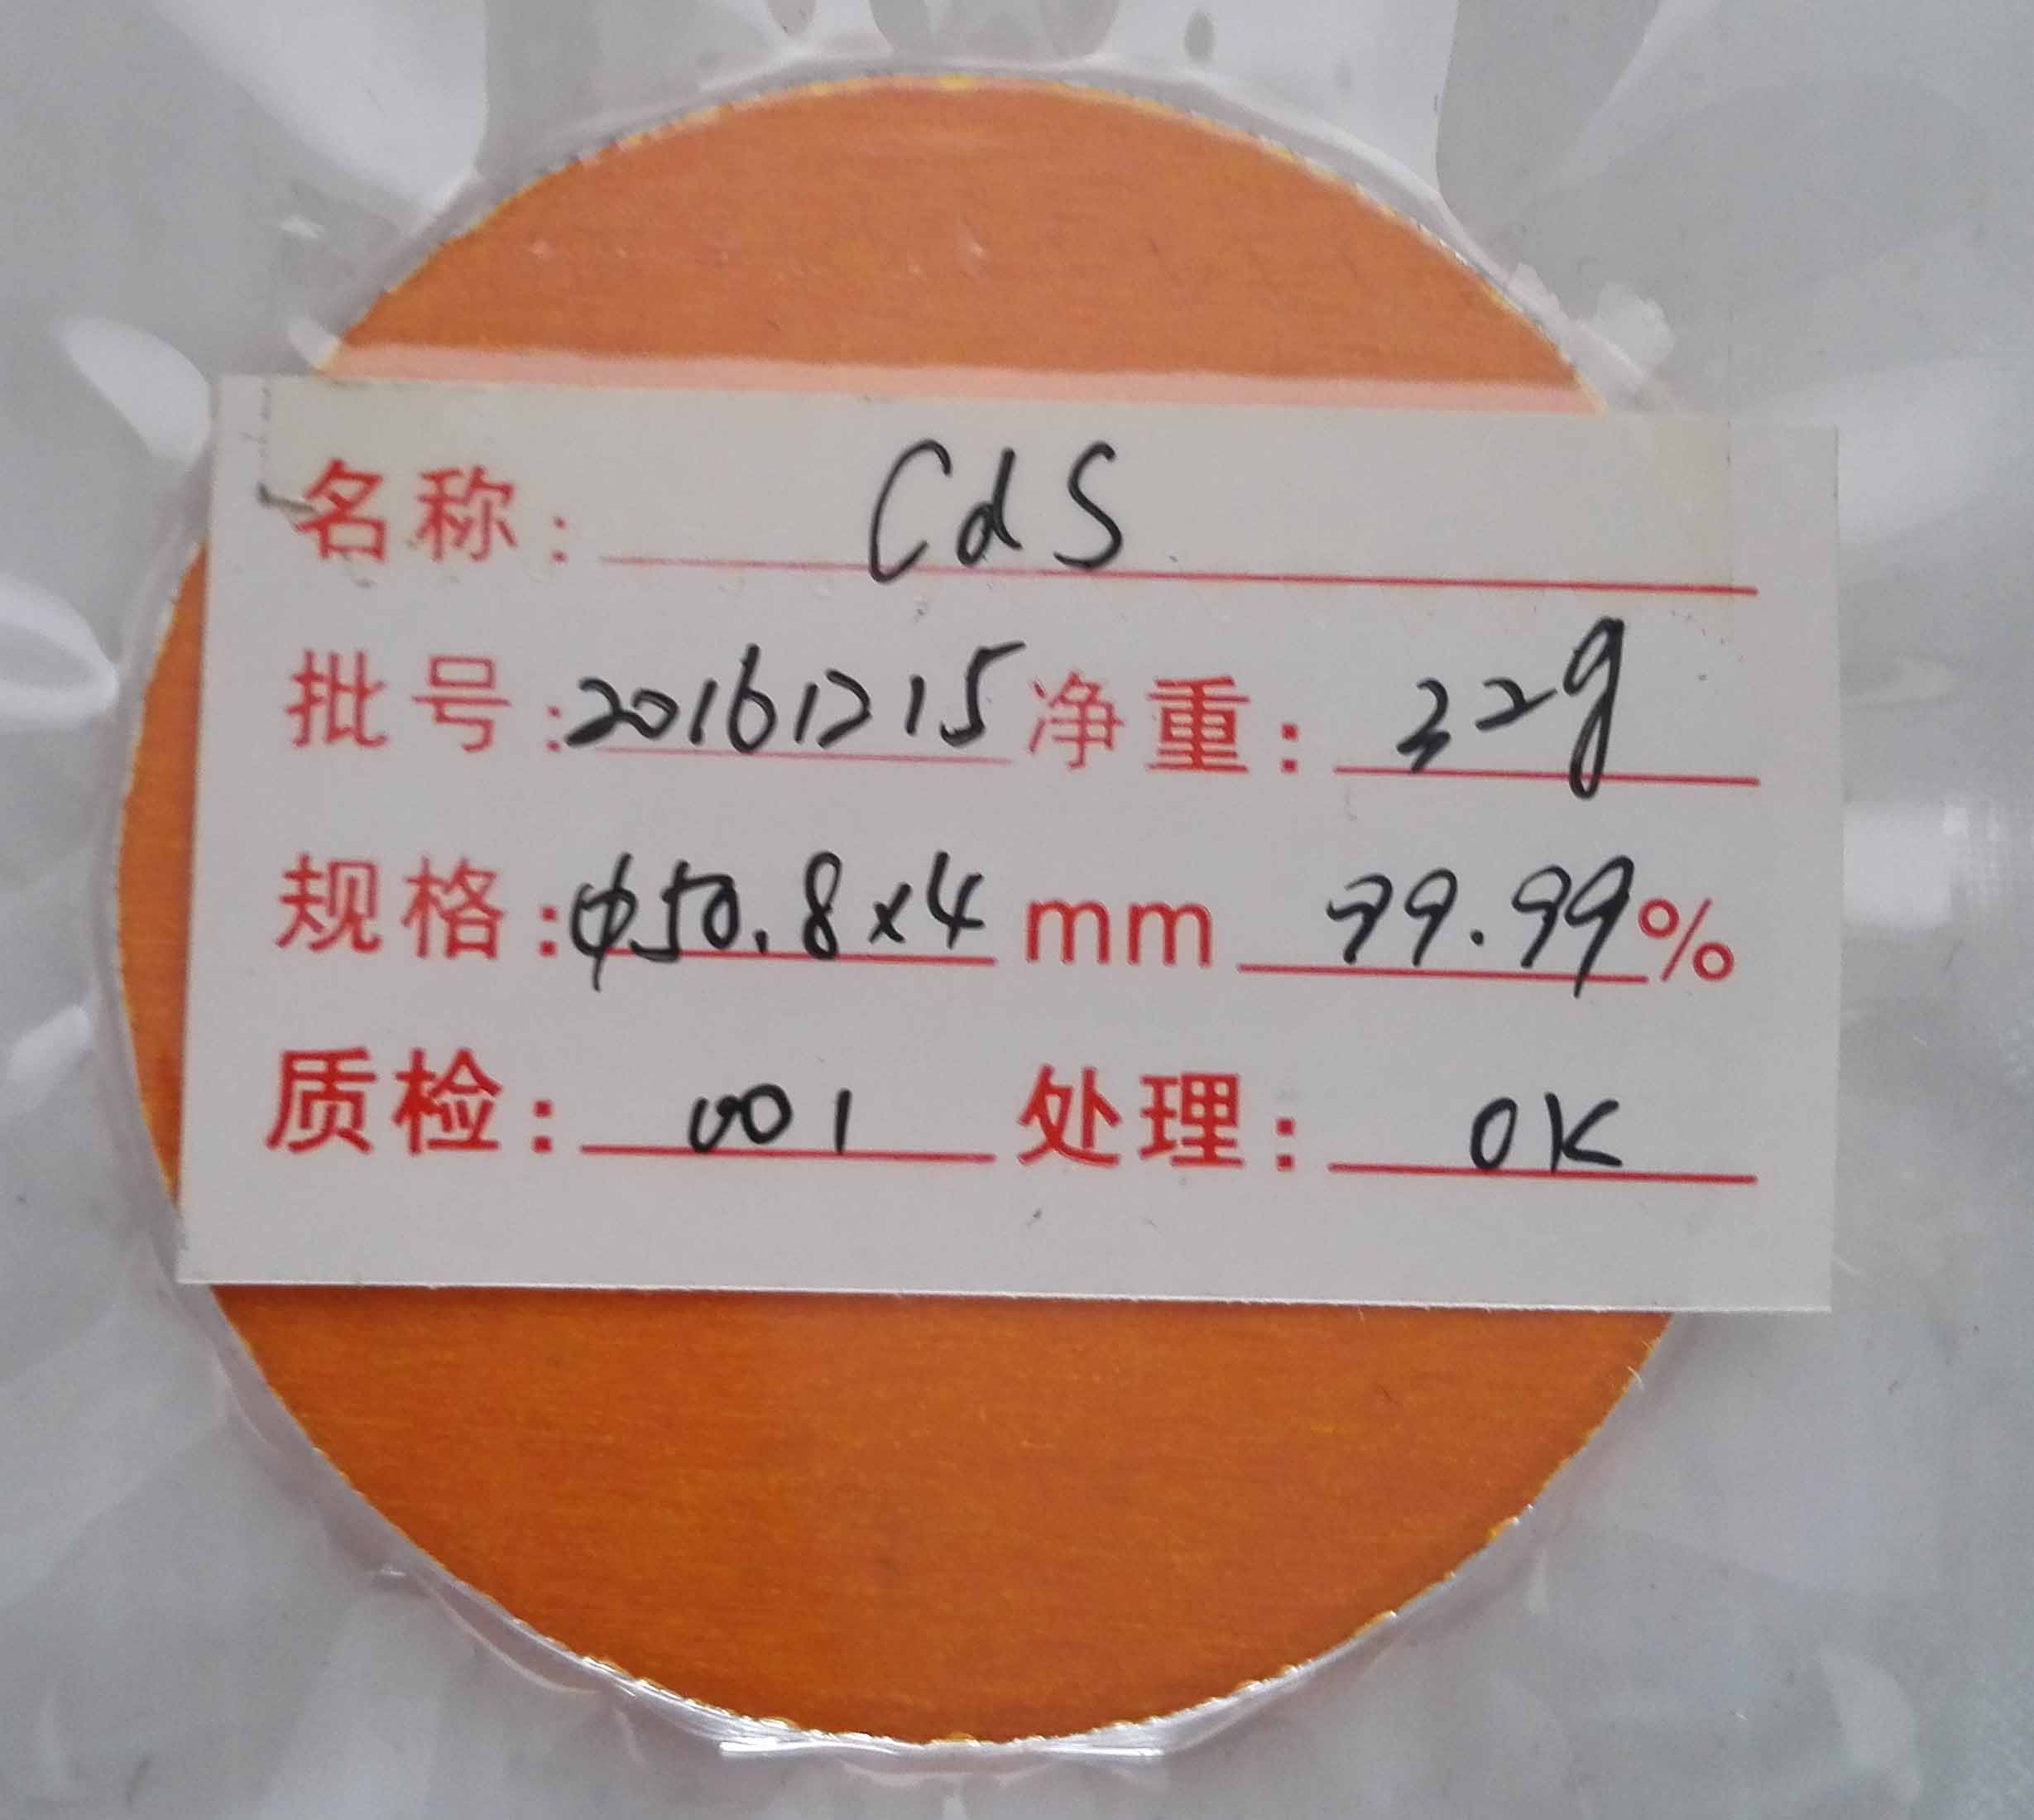 名称: CdS
批号:20161215 净重: 32g
规格:φ50.8×4 mm 99.99%
质检: 001 处理: OK